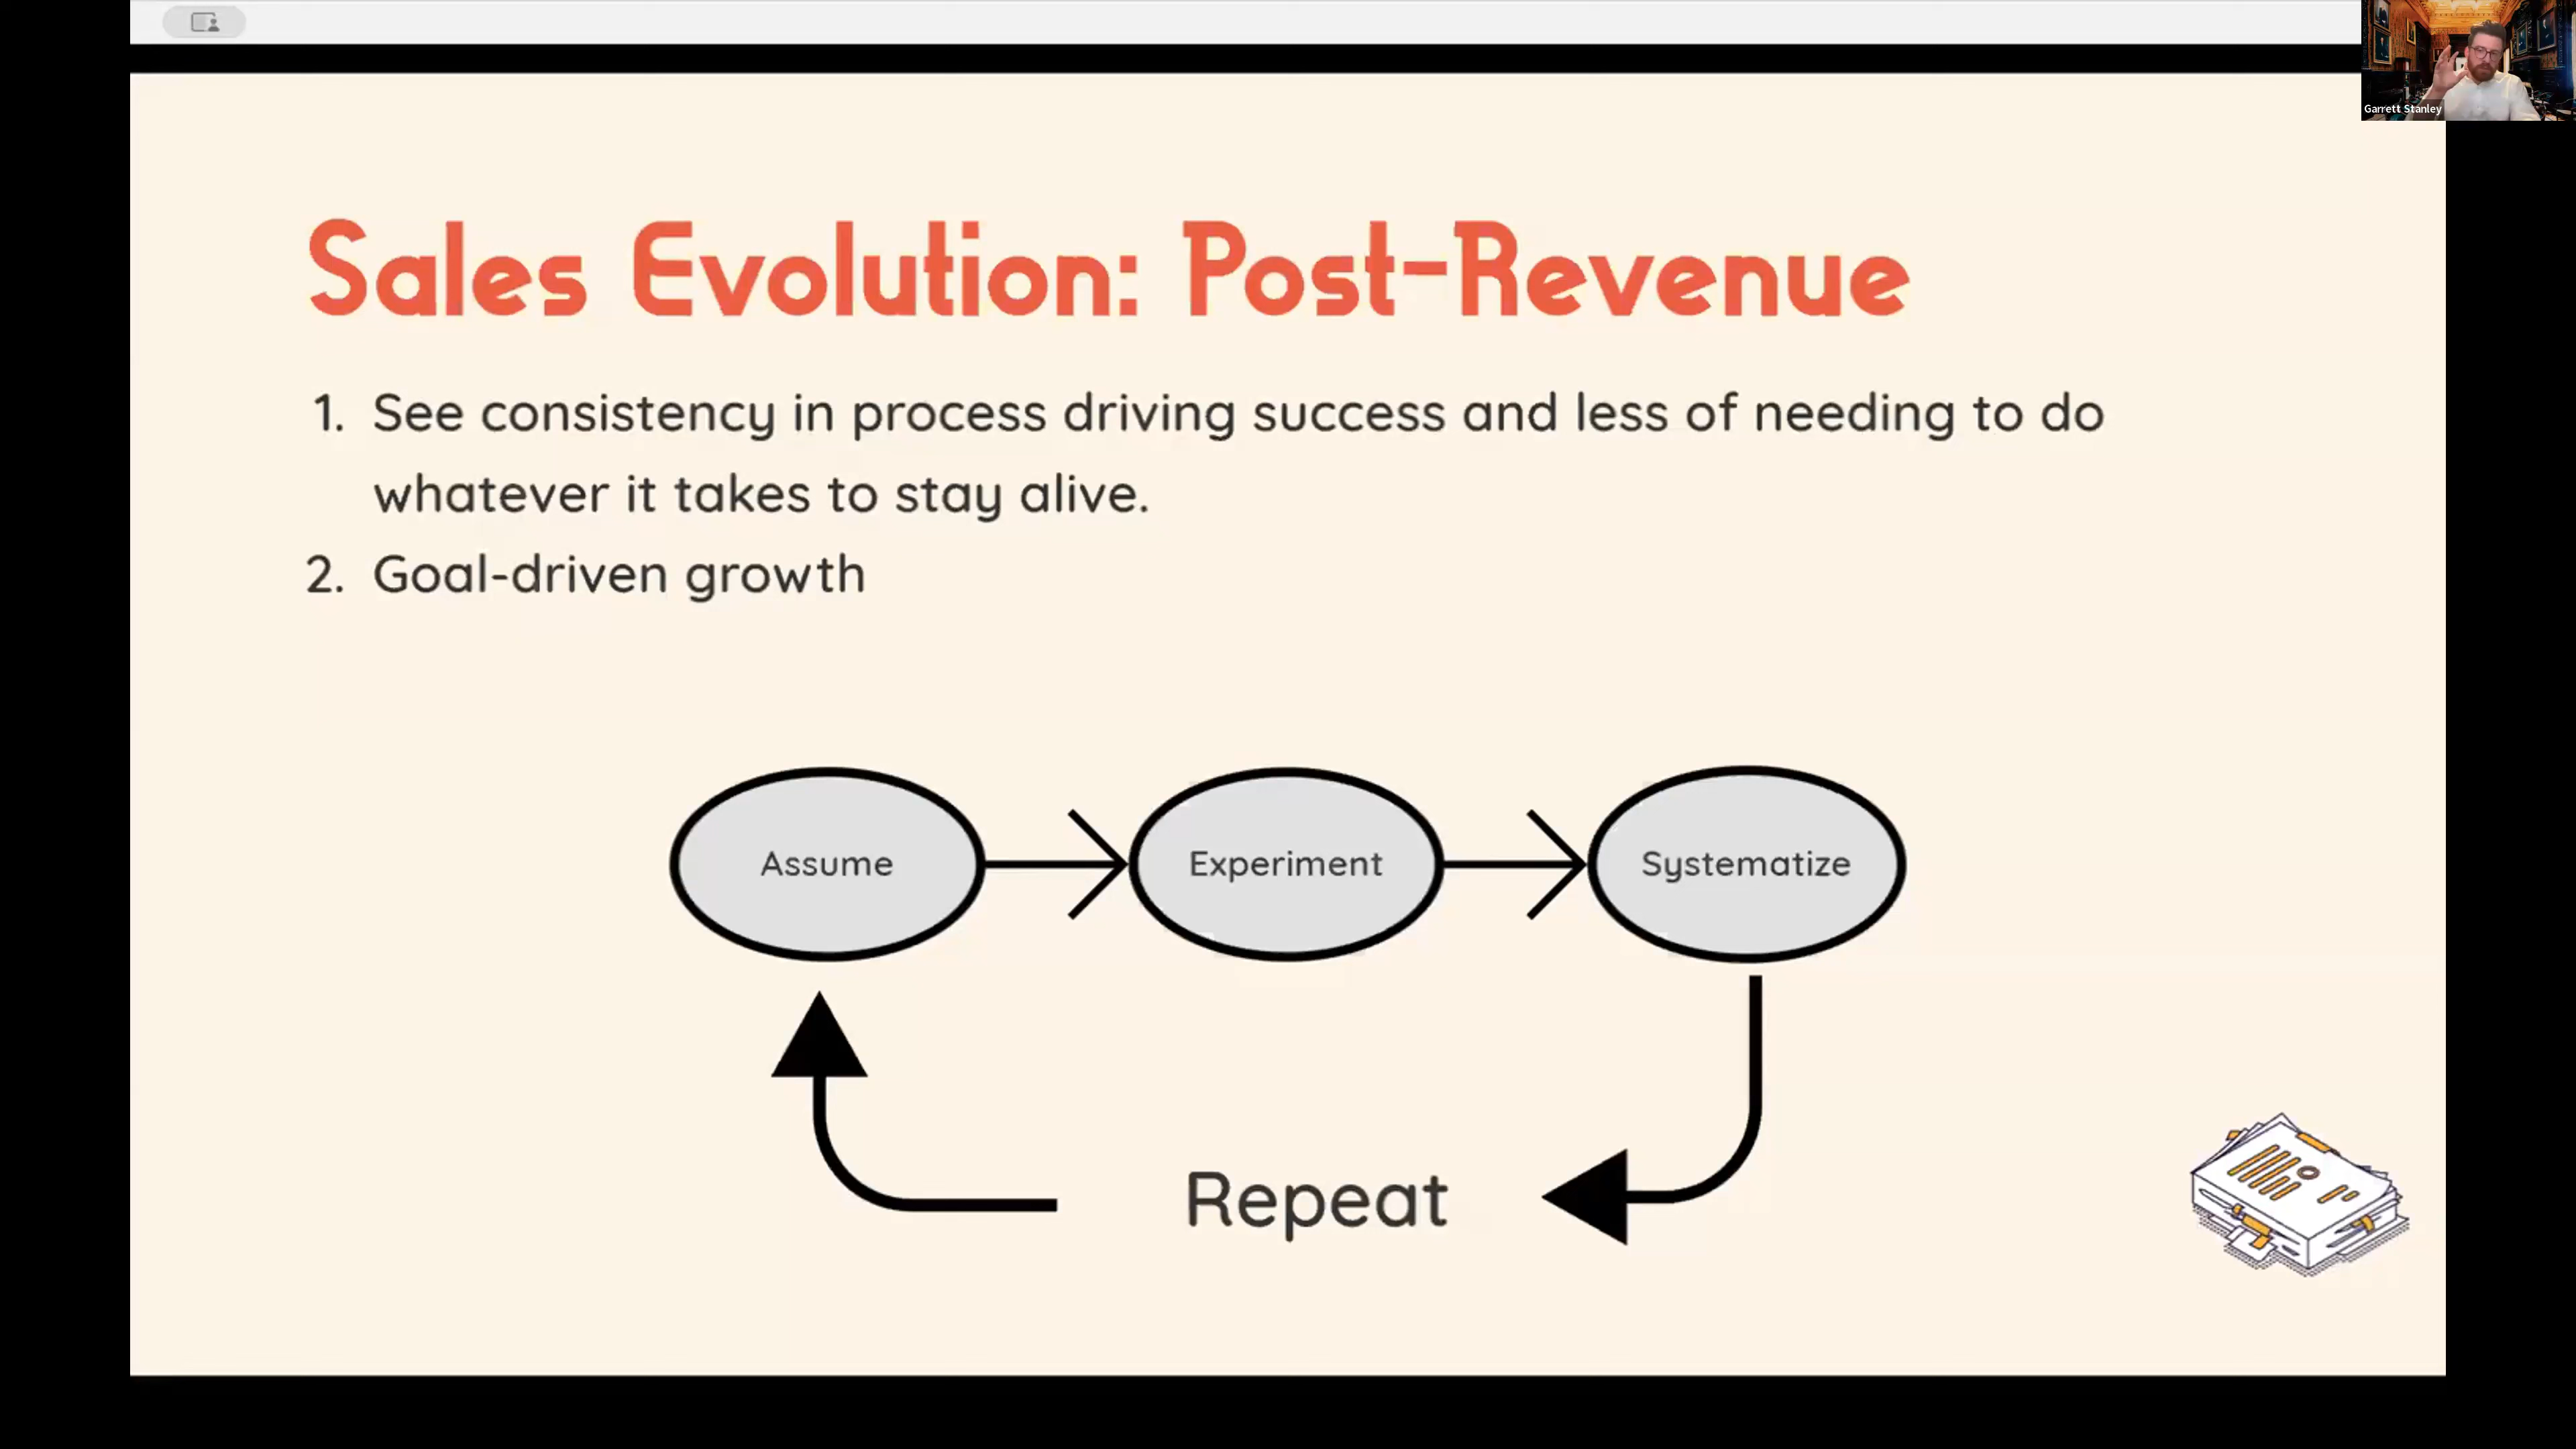 Garrett Stanley
Sales Evolution: Post-Revenue
1. See consistency in process driving success and less of needing to do
whatever it takes to stay alive.
2. Goal-driven growth
Assume
Experiment
Systematize
Repeat